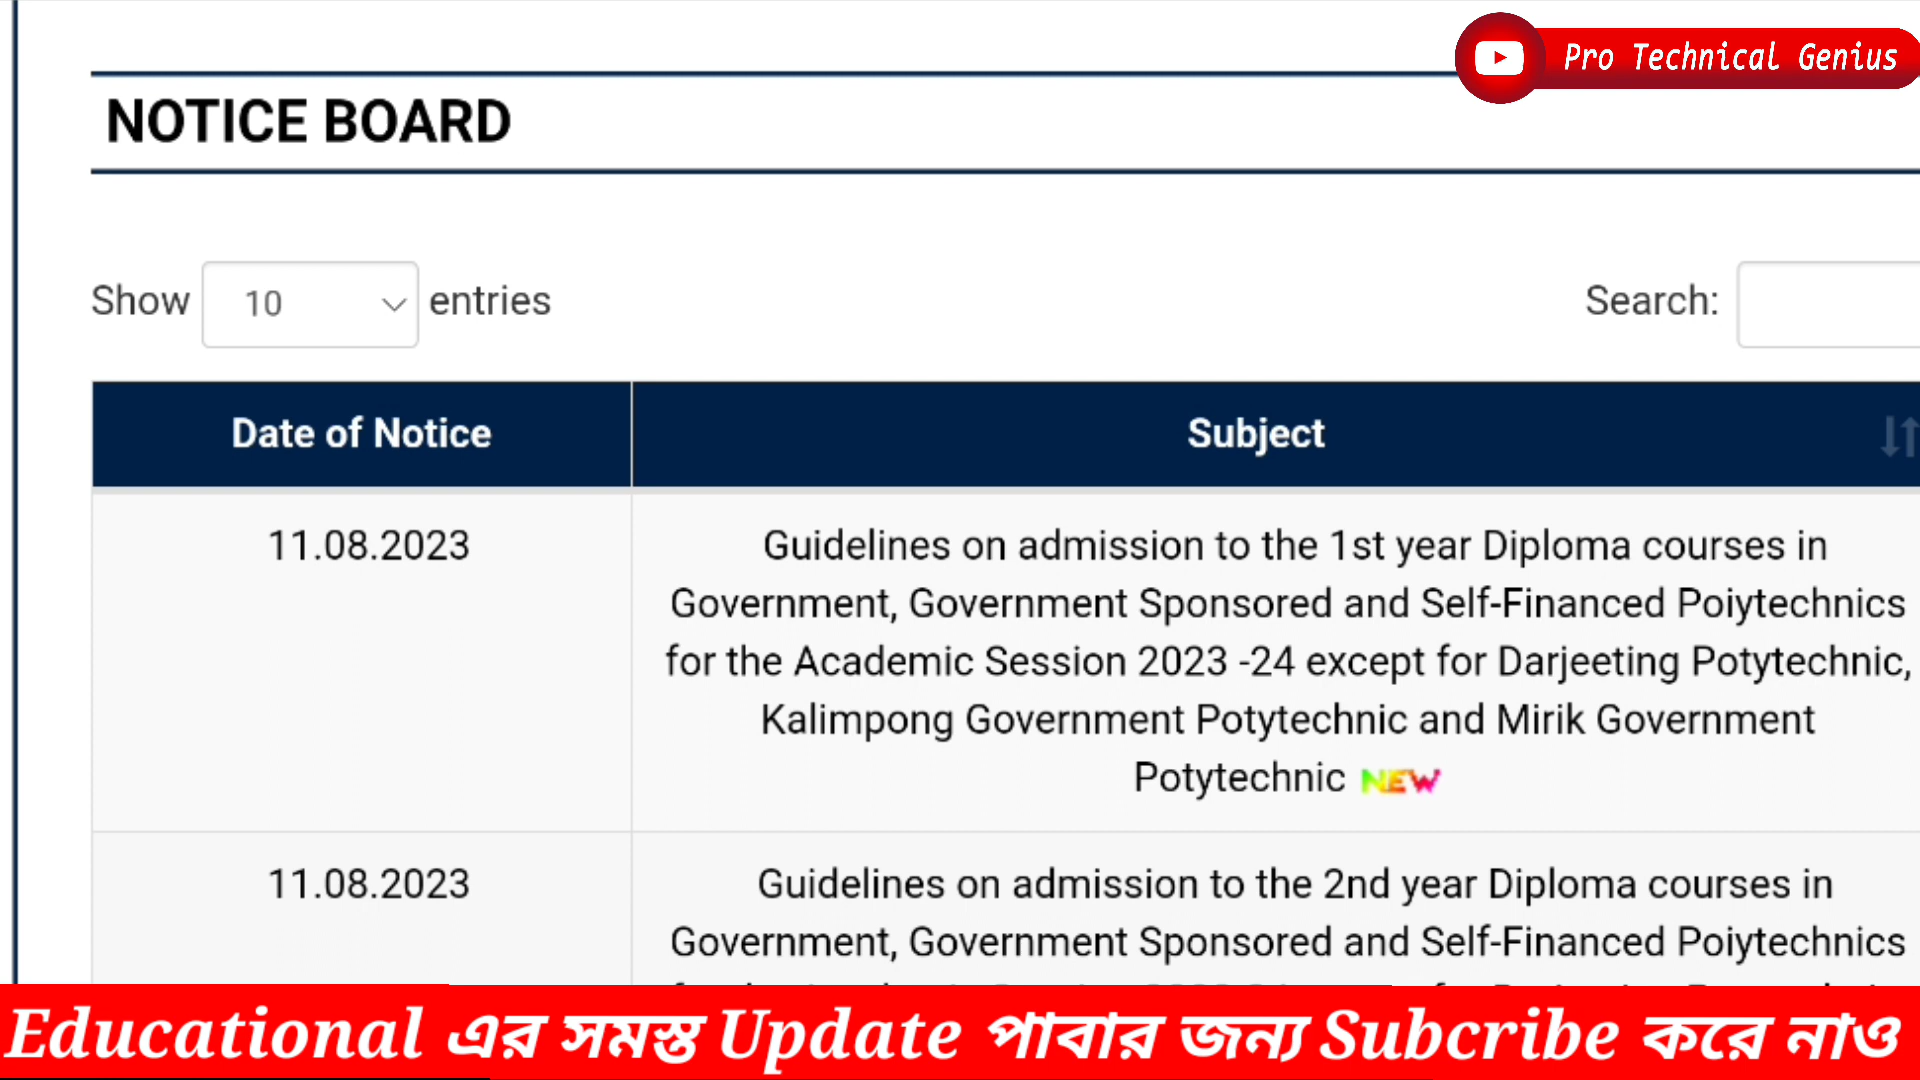 Pro Technical Genius
NOTICE BOARD
Show 10 entries Search:
Date of Notice Subject
11.08.2023 Guidelines on admission to the 1st year Diploma courses in
Government, Government Sponsored and Self-Financed Poiytechnics
for the Academic Session 2023 -24 except for Darjeeting Potytechnic,
Kalimpong Government Potytechnic and Mirik Government
Potytechnic NEW
11.08.2023 Guidelines on admission to the 2nd year Diploma courses in
Government, Government Sponsored and Self-Financed Poiytechnics
Educational এর সমস্ত Update পাবার জন্য Subcribe করে নাও